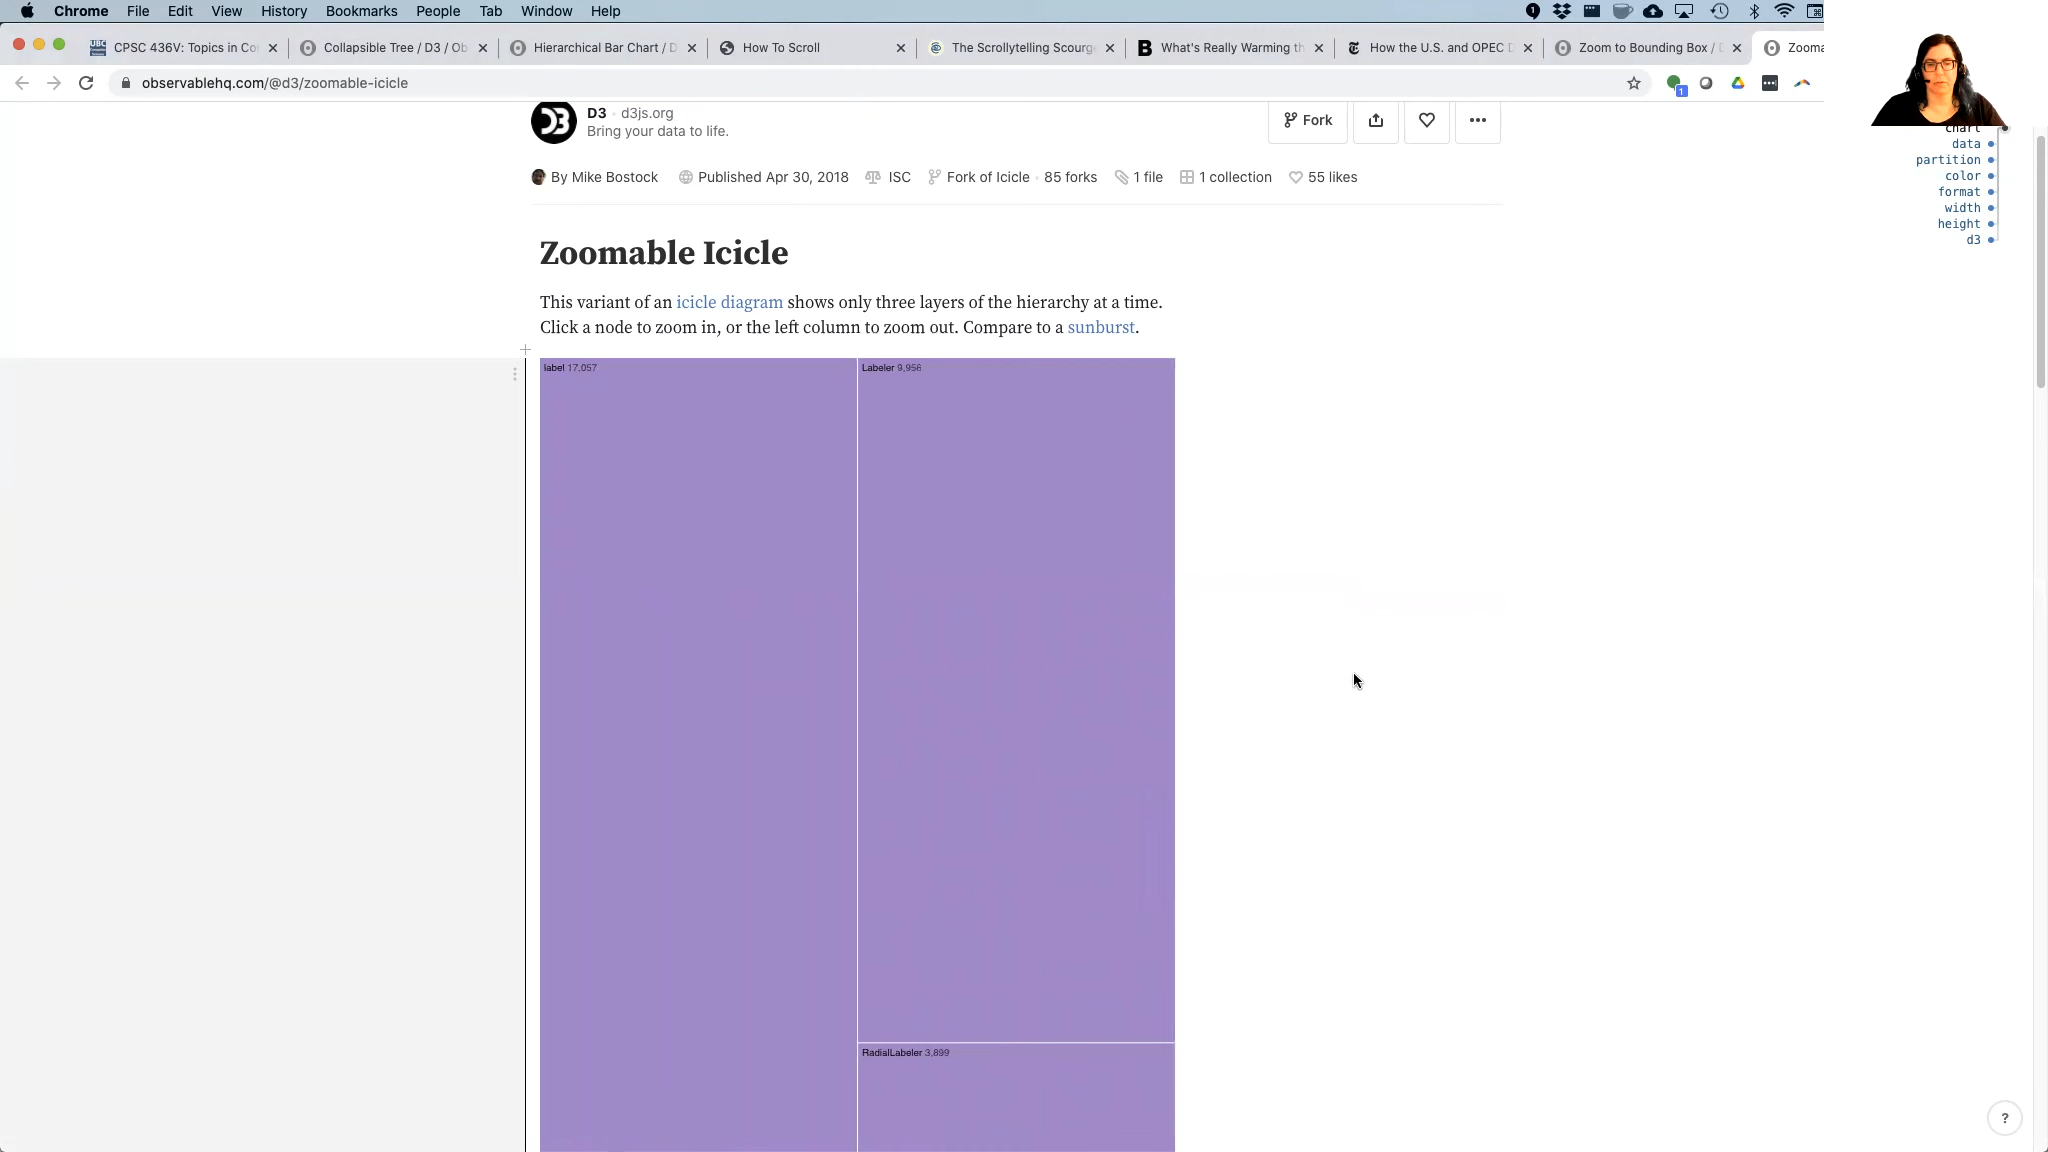 Chrome File Edit View History Bookmarks People Tab Window Help
CPSC 436V: Topics in Co
Collapsible Tree / D3 / Ob
Hierarchical Bar Chart / D
How To Scroll
The Scrollytelling Scourge
What's Really Warming th
How the U.S. and OPEC D
Zoom to Bounding Box / D
Zooma
observablehq.com/@d3/zoomable-icicle
D3 · d3js.org
Bring your data to life.
Fork
By Mike Bostock Published Apr 30, 2018 ISC Fork of Icicle · 85 forks 1 file 1 collection 55 likes
chart
data
partition
color
format
width
height
d3
Zoomable Icicle
This variant of an icicle diagram shows only three layers of the hierarchy at a time.
Click a node to zoom in, or the left column to zoom out. Compare to a sunburst.
label 17,057
Labeler 9,956
RadialLabeler 3,899
?